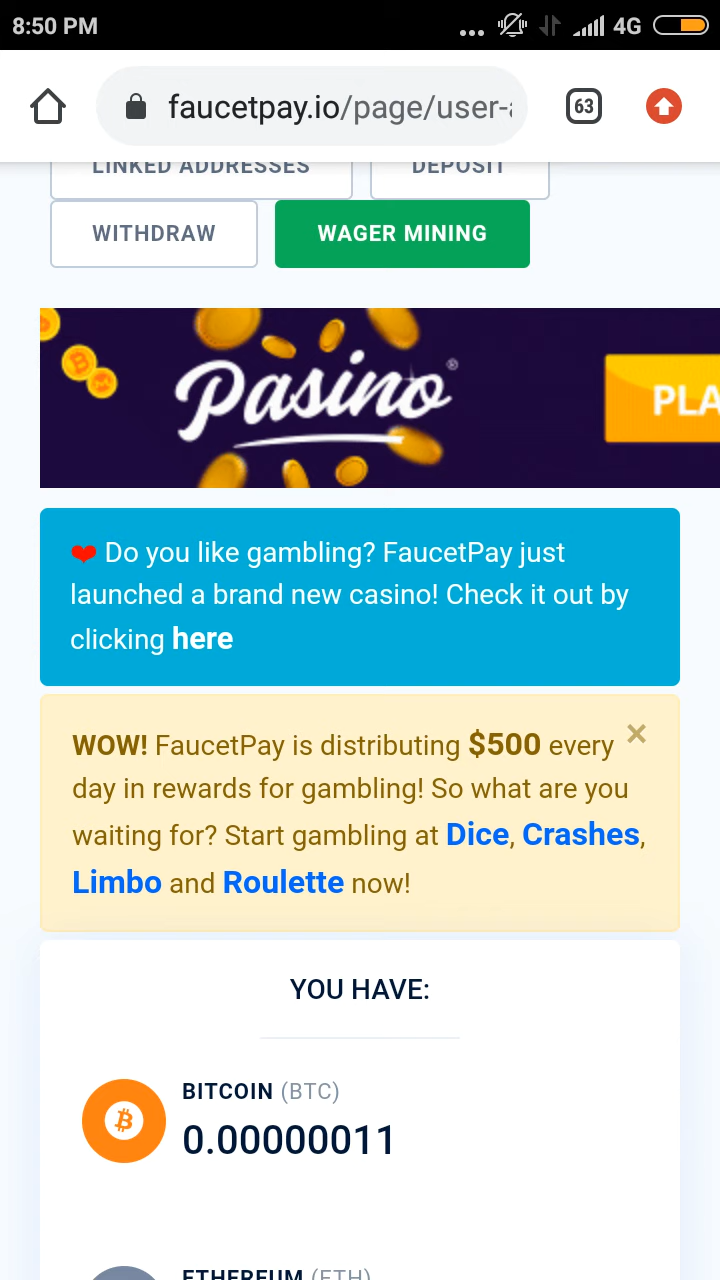 8:50 PM
4G
faucetpay.io/page/user-
63
LINKED ADDRESSES
DEPOSIT
WITHDRAW
WAGER MINING
Pasino®
PLA
❤ Do you like gambling? FaucetPay just
launched a brand new casino! Check it out by
clicking here
WOW! FaucetPay is distributing $500 every ×
day in rewards for gambling! So what are you
waiting for? Start gambling at Dice, Crashes,
Limbo and Roulette now!
YOU HAVE:
BITCOIN (BTC)
0.00000011
ETHEREUM (ETH)